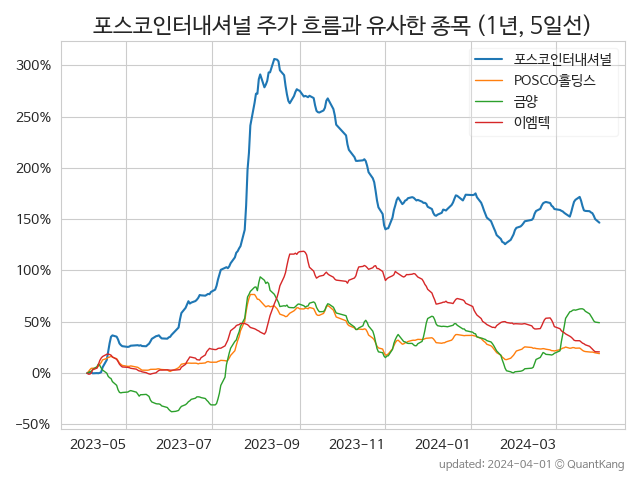 포스코인터내셔널 주가 흐름과 유사한 종목 (1년, 5일선)
포스코인터내셔널
POSCO홀딩스
금양
이엠텍
300%
250%
200%
150%
100%
50%
0%
−50%
2023-05
2023-07
2023-09
2023-11
2024-01
2024-03
updated: 2024-04-01 © QuantKang